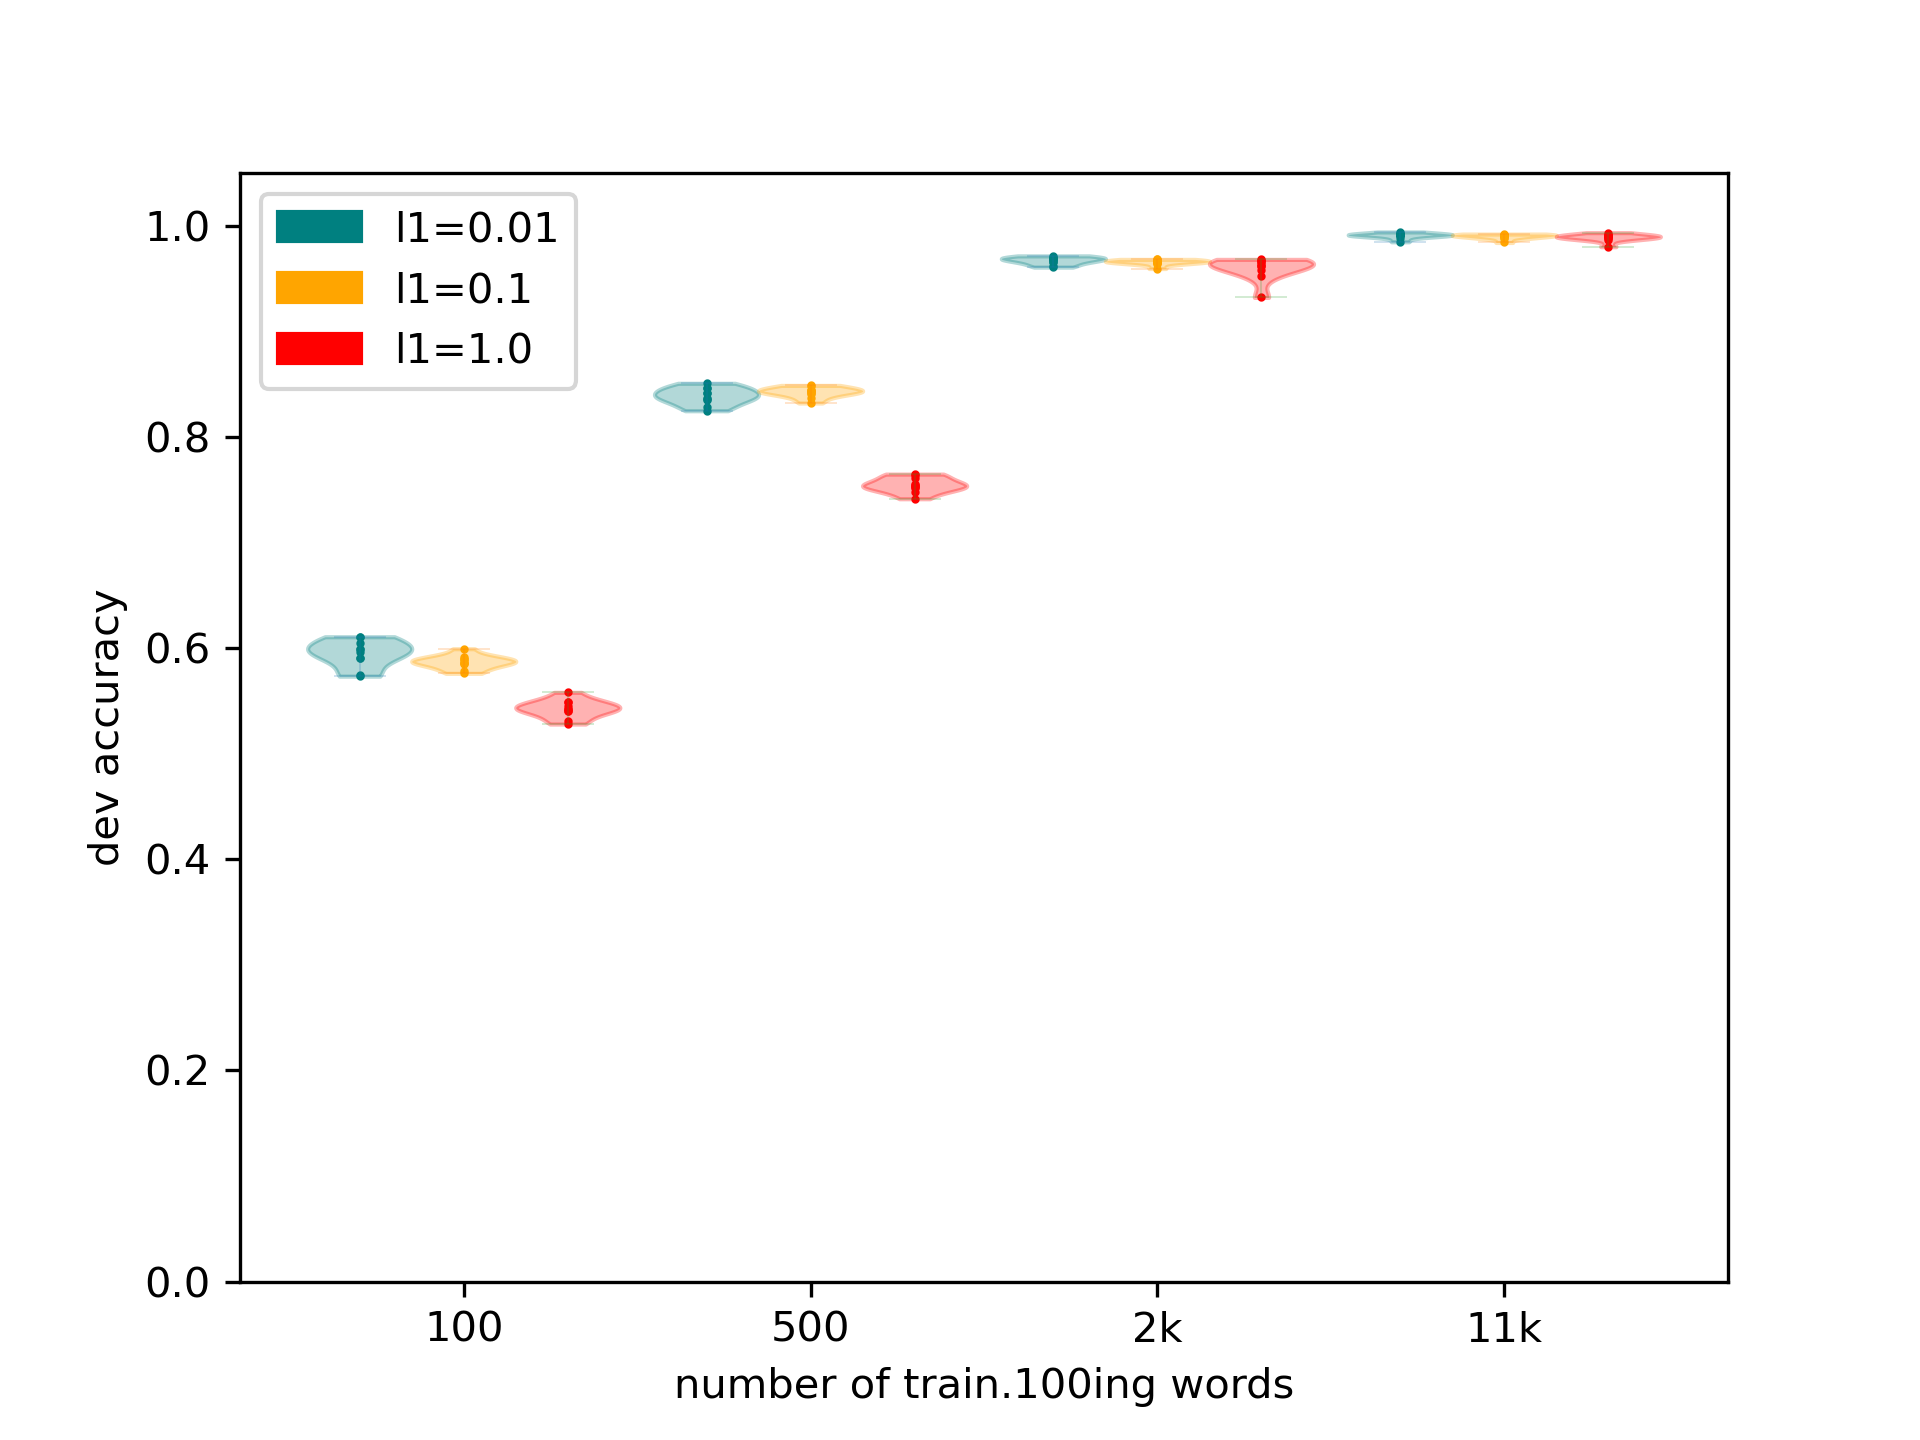 l1=0.01
l1=0.1
l1=1.0
1.0
0.8
0.6
0.4
0.2
0.0
dev accuracy
100 500 2k 11k
number of train.100ing words